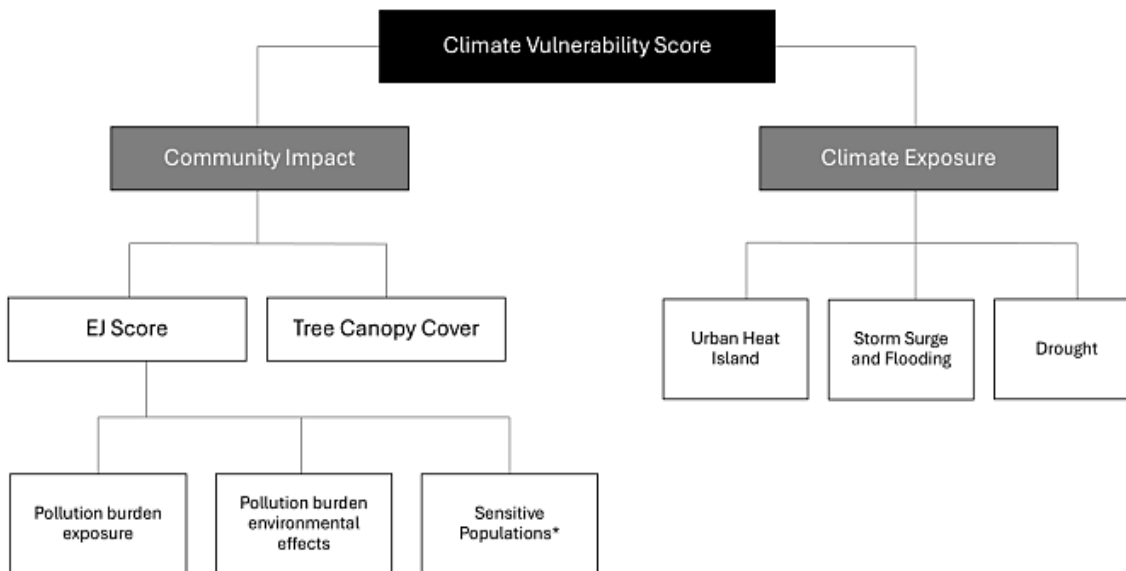 Climate Vulnerability Score
Community Impact
Climate Exposure
EJ Score
Tree Canopy Cover
Urban Heat
Island
Storm Surge
and Flooding
Drought
Pollution burden
exposure
Pollution burden
environmental
effects
Sensitive
Populations*